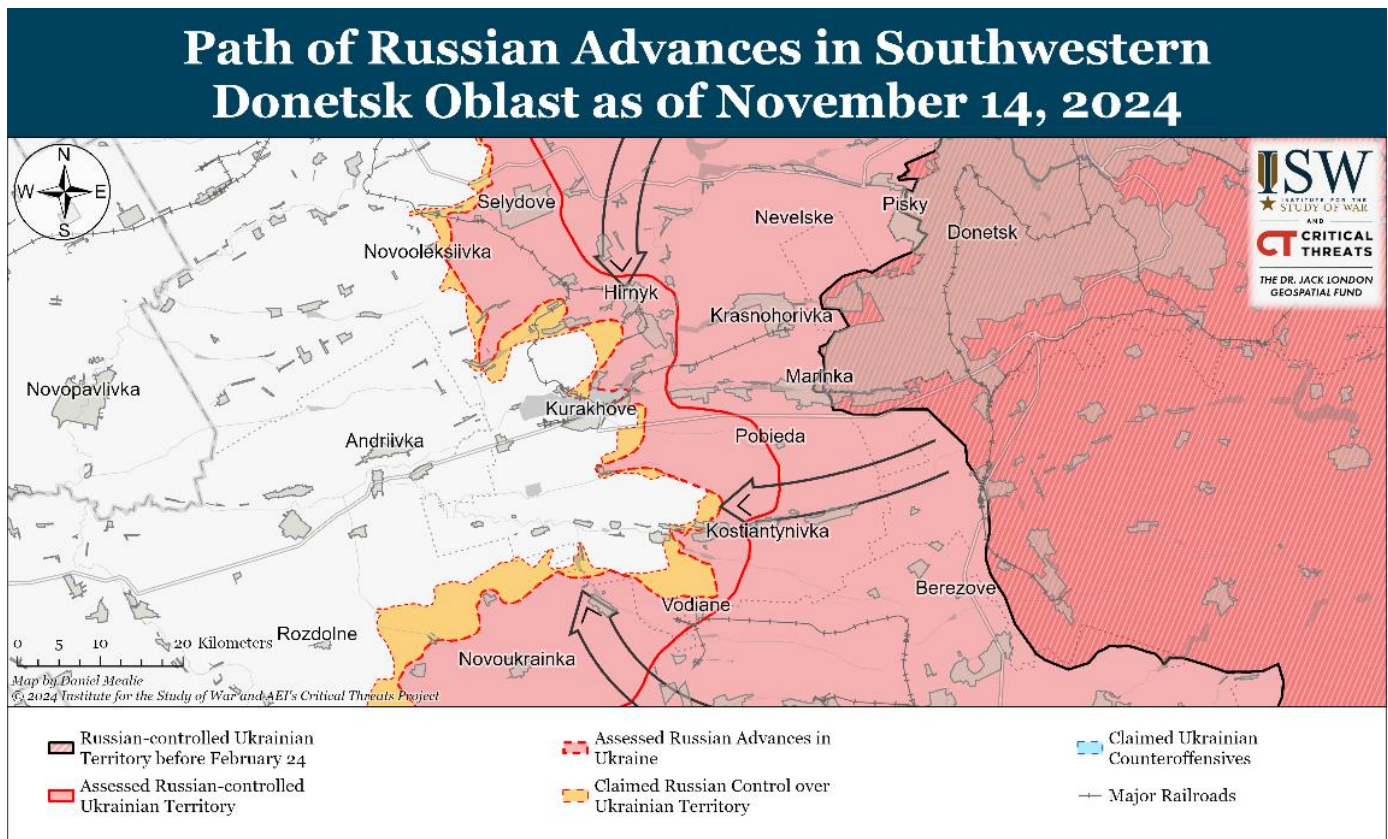 Path of Russian Advances in Southwestern
Donetsk Oblast as of November 14, 2024
N
W
E
S
ISW
INSTITUTE FOR THE
STUDY OF WAR
AND
CT CRITICAL
THREATS
THE DR. JACK LONDON
GEOSPATIAL FUND
Selydove
Nevelske
Pisky
Donetsk
Novooleksiivka
Hirnyk
Krasnohorivka
Marinka
Novopavlivka
Kurakhove
Andriivka
Pobieda
Kostiantynivka
Berezove
Vodiane
Rozdolne
Novoukrainka
0 5 10 20 Kilometers
Map by Daniel Mealie
© 2024 Institute for the Study of War and AEI's Critical Threats Project
Russian-controlled Ukrainian
Territory before February 24
Assessed Russian-controlled
Ukrainian Territory
Assessed Russian Advances in
Ukraine
Claimed Russian Control over
Ukrainian Territory
Claimed Ukrainian
Counteroffensives
Major Railroads